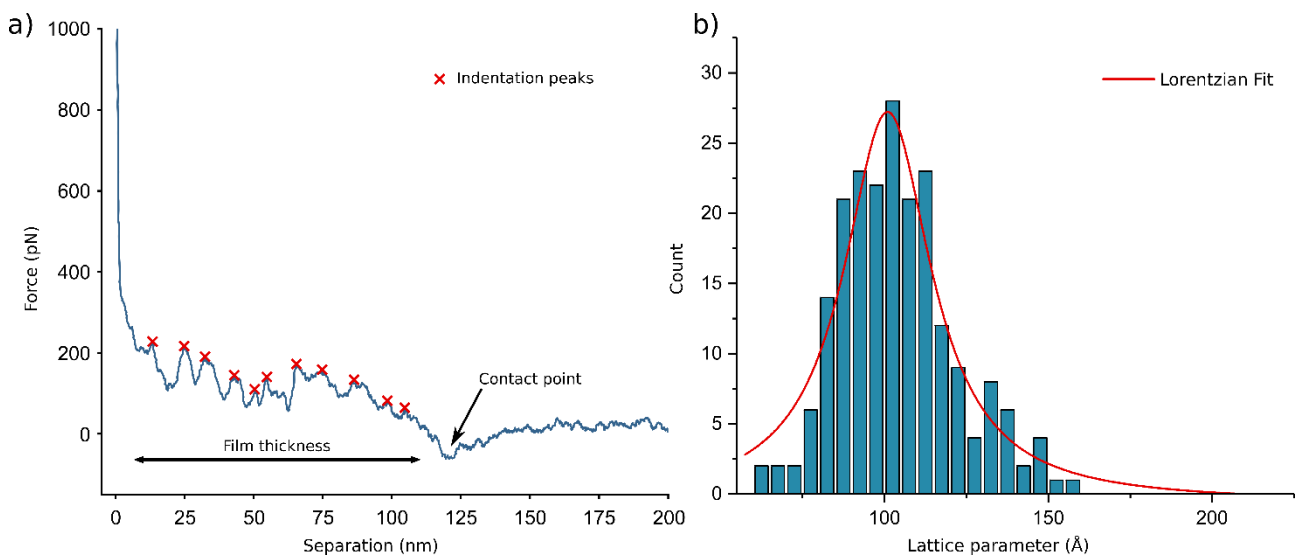 a)
1000
800
600
400
200
0
Force (pN)
Indentation peaks
Contact point
Film thickness
0 25 50 75 100 125 150 175 200
Separation (nm)
b)
30
25
20
15
10
5
0
Count
Lorentzian Fit
100 150 200
Lattice parameter (Å)